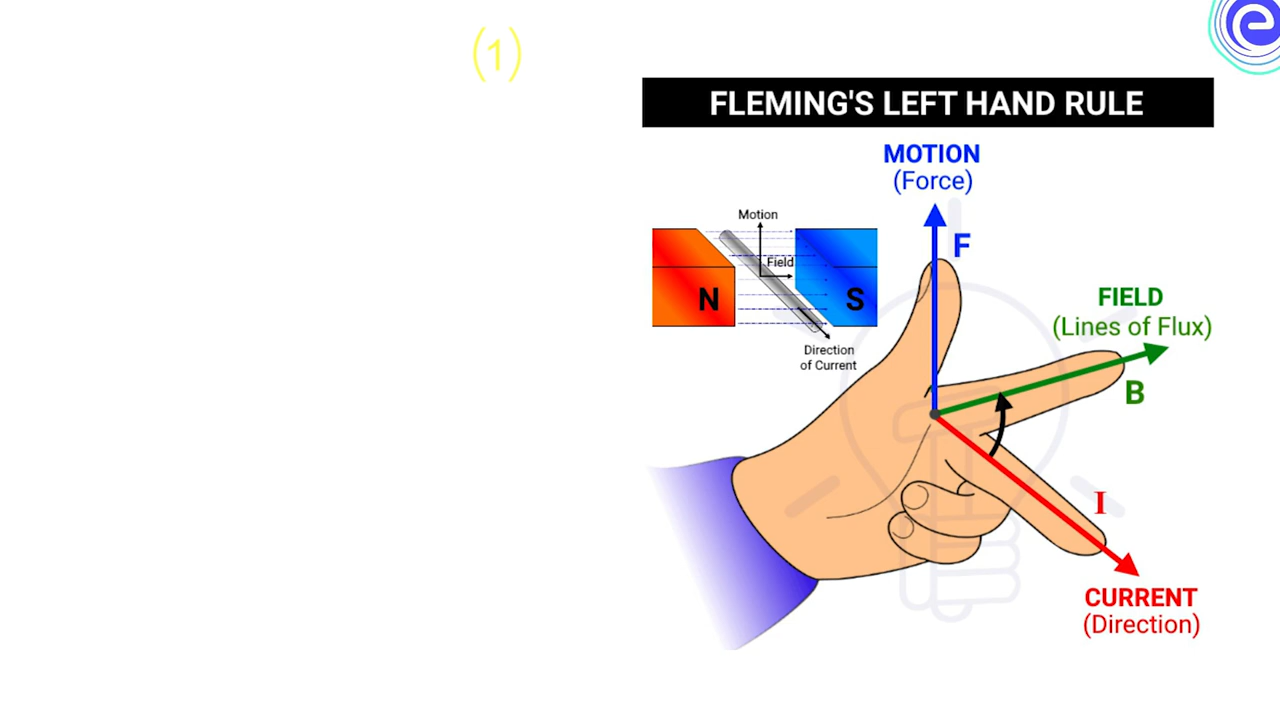 (1)
FLEMING'S LEFT HAND RULE
MOTION
(Force)
F
Motion
Field
N
S
Direction
of Current
FIELD
(Lines of Flux)
B
I
CURRENT
(Direction)